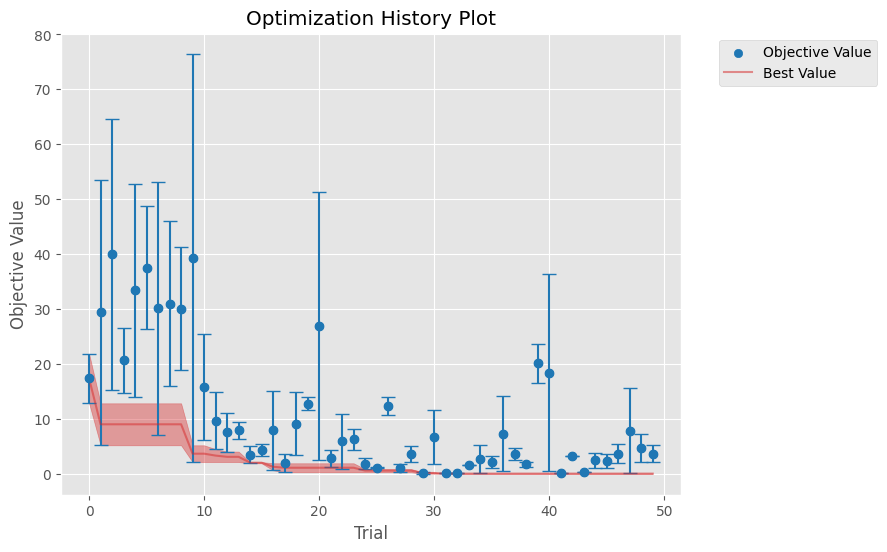 Optimization History Plot
Objective Value
Best Value
Objective Value
80
70
60
50
40
30
20
10
0
0 10 20 30 40 50
Trial